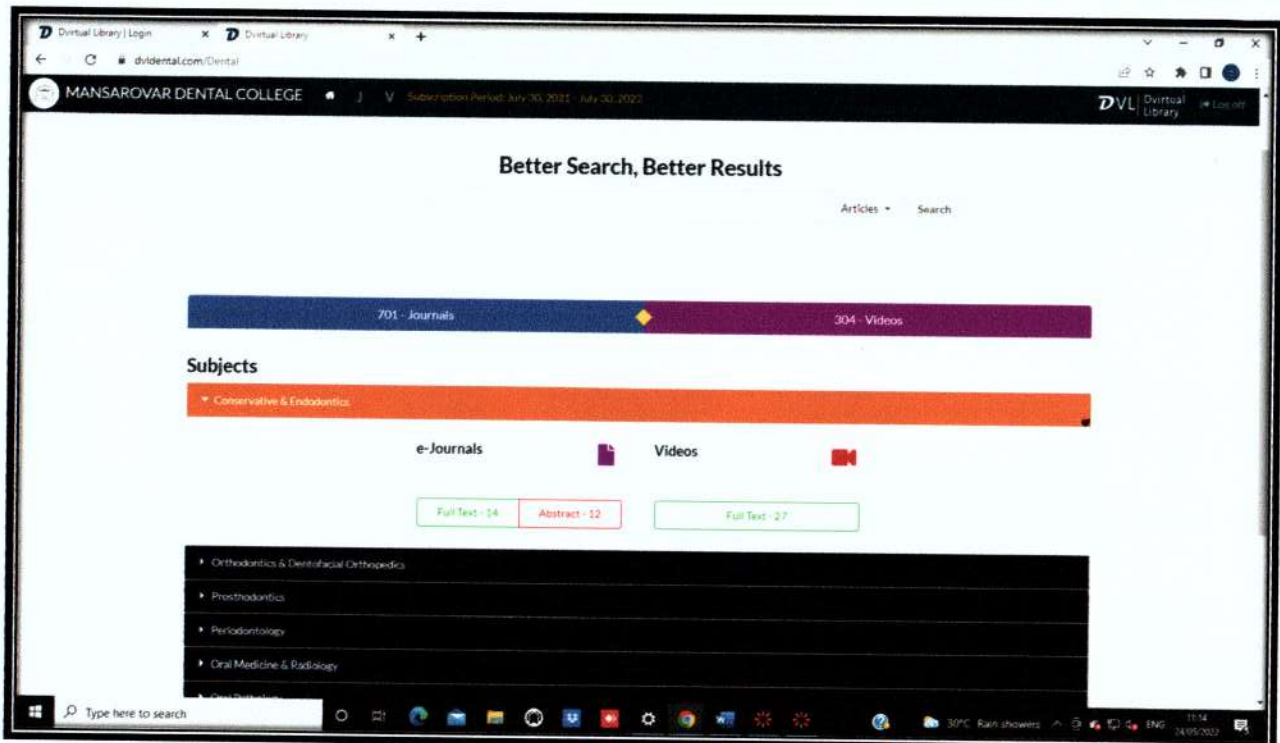 Dvirtual Library | Login × Dvirtual Library × +
dvldental.com/Dental
MANSAROVAR DENTAL COLLEGE J V Subscription Period: July 30, 2021 - July 30, 2022 DVL Dvirtual Library Log off
Better Search, Better Results
Articles Search
701 - Journals 304 - Videos
Subjects
Conservative & Endodontics
e-Journals Videos
Full Text - 14 Abstract - 12 Full Text - 27
Orthodontics & Dentofacial Orthopedics
Prosthodontics
Periodontology
Oral Medicine & Radiology
Oral Pathology
Type here to search 30°C Rain showers ENG 11:14
24/05/2022